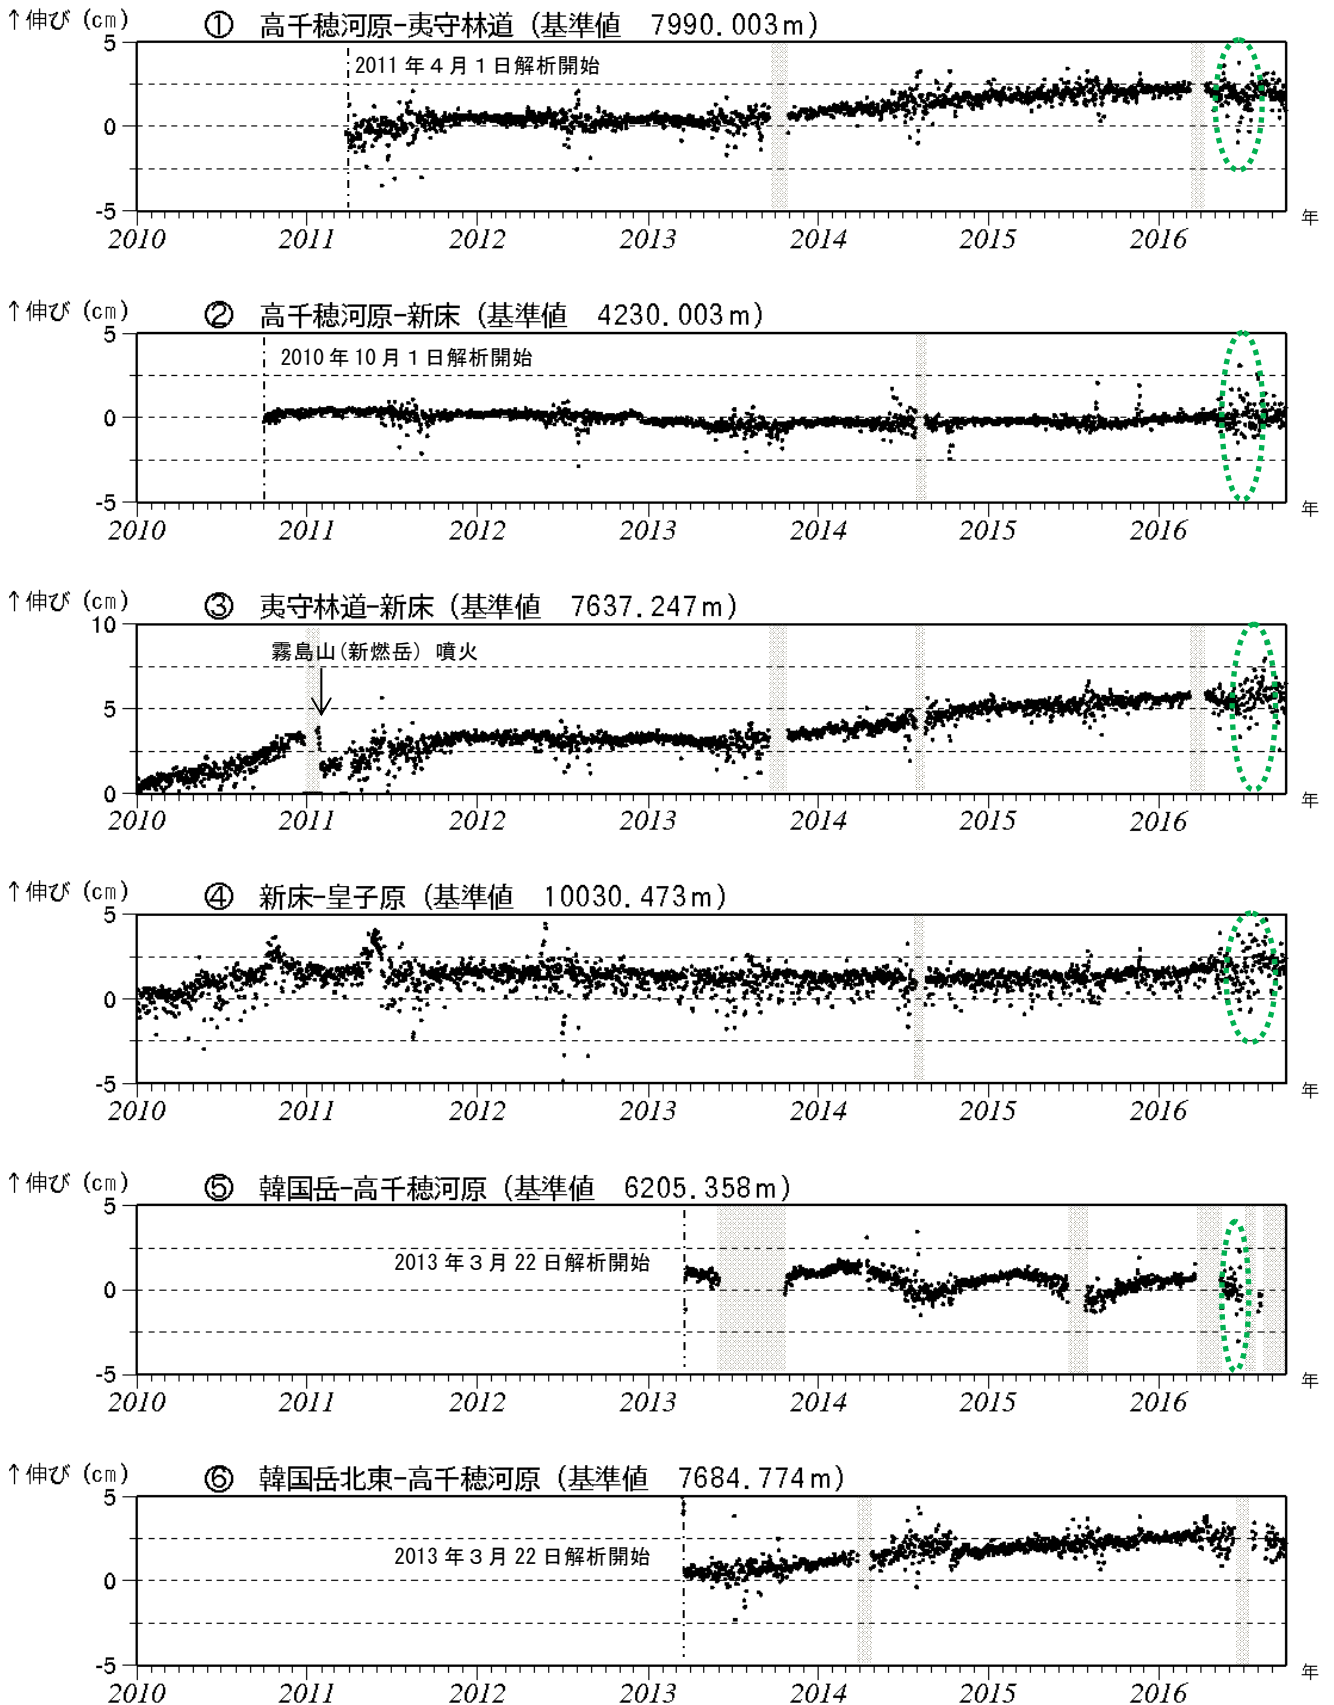 ↑伸び (cm) ① 高千穂河原-夷守林道 (基準値 7990.003m)
5
2011年4月1日解析開始
0
-5
2010 2011 2012 2013 2014 2015 2016 年
↑伸び (cm) ② 高千穂河原-新床 (基準値 4230.003m)
5
2010年10月1日解析開始
0
-5
2010 2011 2012 2013 2014 2015 2016 年
↑伸び (cm) ③ 夷守林道-新床 (基準値 7637.247m)
10
霧島山(新燃岳) 噴火
5
0
2010 2011 2012 2013 2014 2015 2016 年
↑伸び (cm) ④ 新床-皇子原 (基準値 10030.473m)
5
0
-5
2010 2011 2012 2013 2014 2015 2016 年
↑伸び (cm) ⑤ 韓国岳-高千穂河原 (基準値 6205.358m)
5
2013年3月22日解析開始
0
-5
2010 2011 2012 2013 2014 2015 2016 年
↑伸び (cm) ⑥ 韓国岳北東-高千穂河原 (基準値 7684.774m)
5
2013年3月22日解析開始
0
-5
2010 2011 2012 2013 2014 2015 2016 年